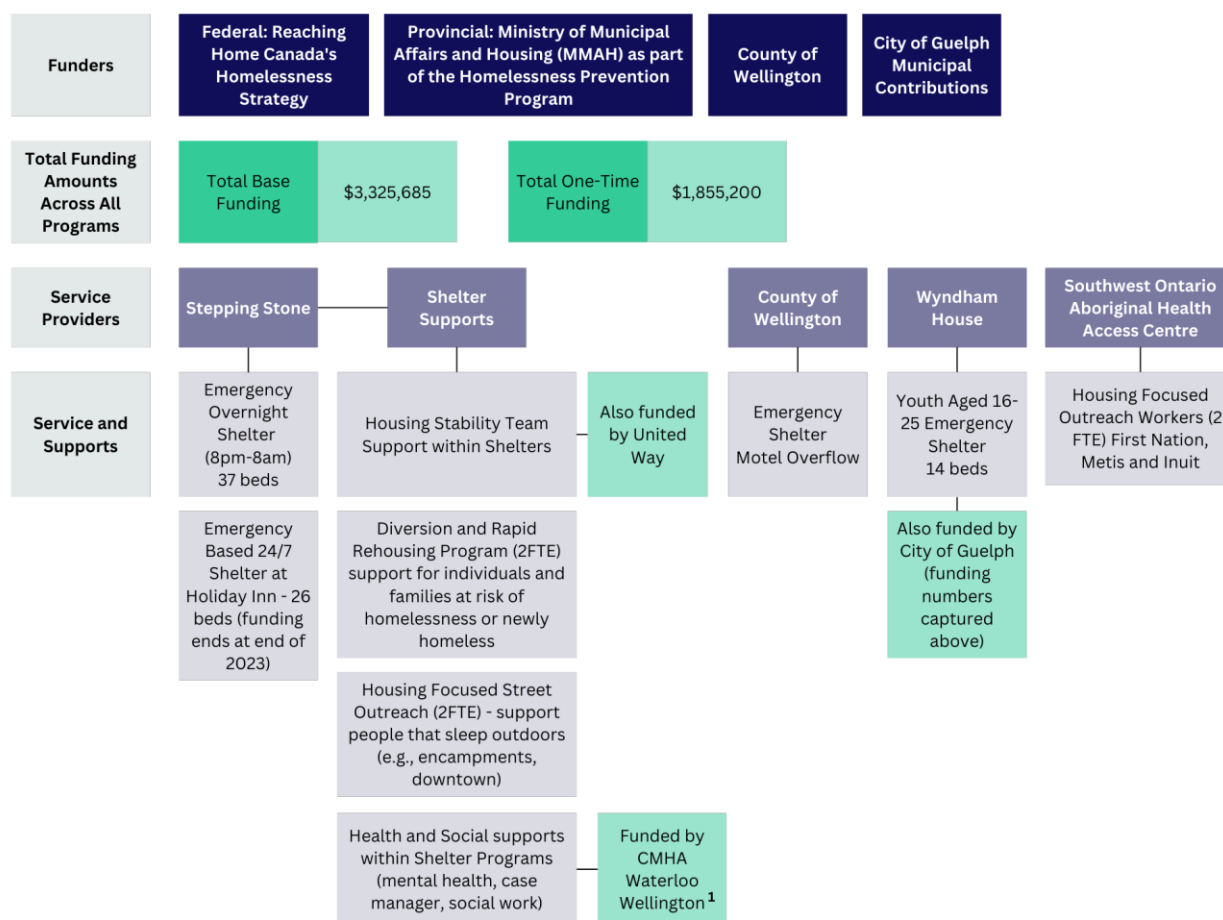 Funders
Federal: Reaching
Home Canada's
Homelessness
Strategy
Provincial: Ministry of Municipal
Affairs and Housing (MMAH) as part
of the Homelessness Prevention
Program
County of
Wellington
City of Guelph
Municipal
Contributions
Total Funding
Amounts
Across All
Programs
Total Base
Funding
$3,325,685
Total One-Time
Funding
$1,855,200
Service
Providers
Stepping Stone
Shelter
Supports
County of
Wellington
Wyndham
House
Southwest Ontario
Aboriginal Health
Access Centre
Service and
Supports
Emergency
Overnight
Shelter
(8pm-8am)
37 beds
Housing Stability Team
Support within Shelters
Also funded
by United
Way
Emergency
Shelter
Motel Overflow
Youth Aged 16-
25 Emergency
Shelter
14 beds
Housing Focused
Outreach Workers (2
FTE) First Nation,
Metis and Inuit
Emergency
Based 24/7
Shelter at
Holiday Inn - 26
beds (funding
ends at end of
2023)
Diversion and Rapid
Rehousing Program (2FTE)
support for individuals and
families at risk of
homelessness or newly
homeless
Also funded by
City of Guelph
(funding
numbers
captured
above)
Housing Focused Street
Outreach (2FTE) - support
people that sleep outdoors
(e.g., encampments,
downtown)
Health and Social supports
within Shelter Programs
(mental health, case
manager, social work)
Funded by
CMHA
Waterloo
Wellington 1